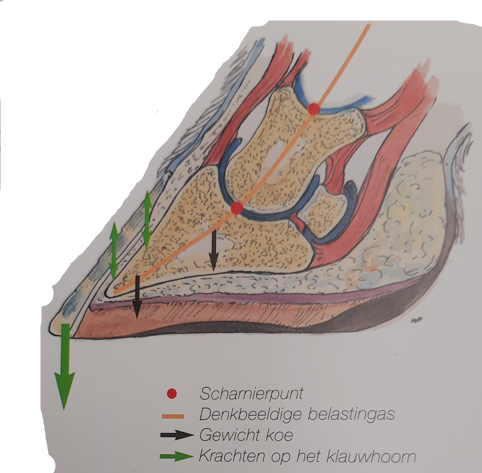 Scharnierpunt
Denkbeeldige belastingas
Gewicht koe
Krachten op het klauwhoorn